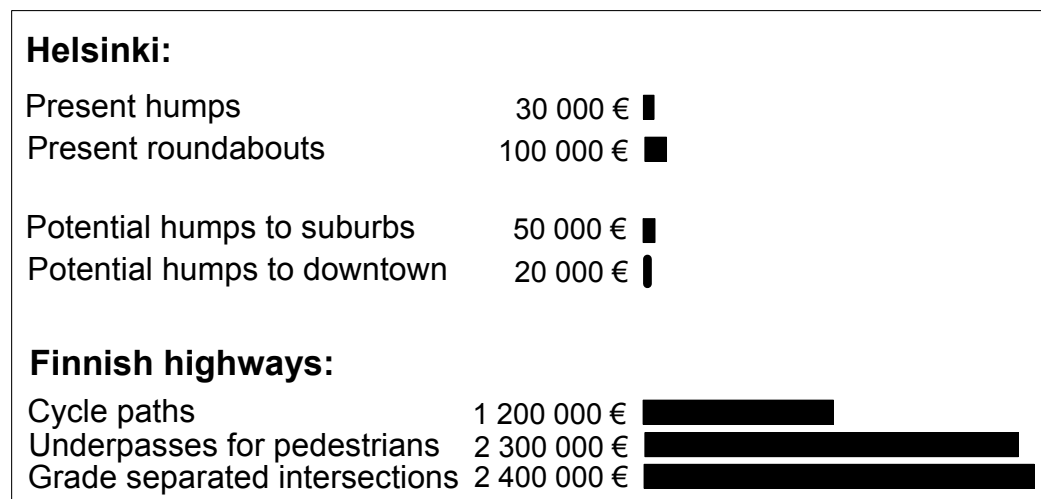 Helsinki:
Present humps 30 000 €
Present roundabouts 100 000 €
Potential humps to suburbs 50 000 €
Potential humps to downtown 20 000 €
Finnish highways:
Cycle paths 1 200 000 €
Underpasses for pedestrians 2 300 000 €
Grade separated intersections 2 400 000 €